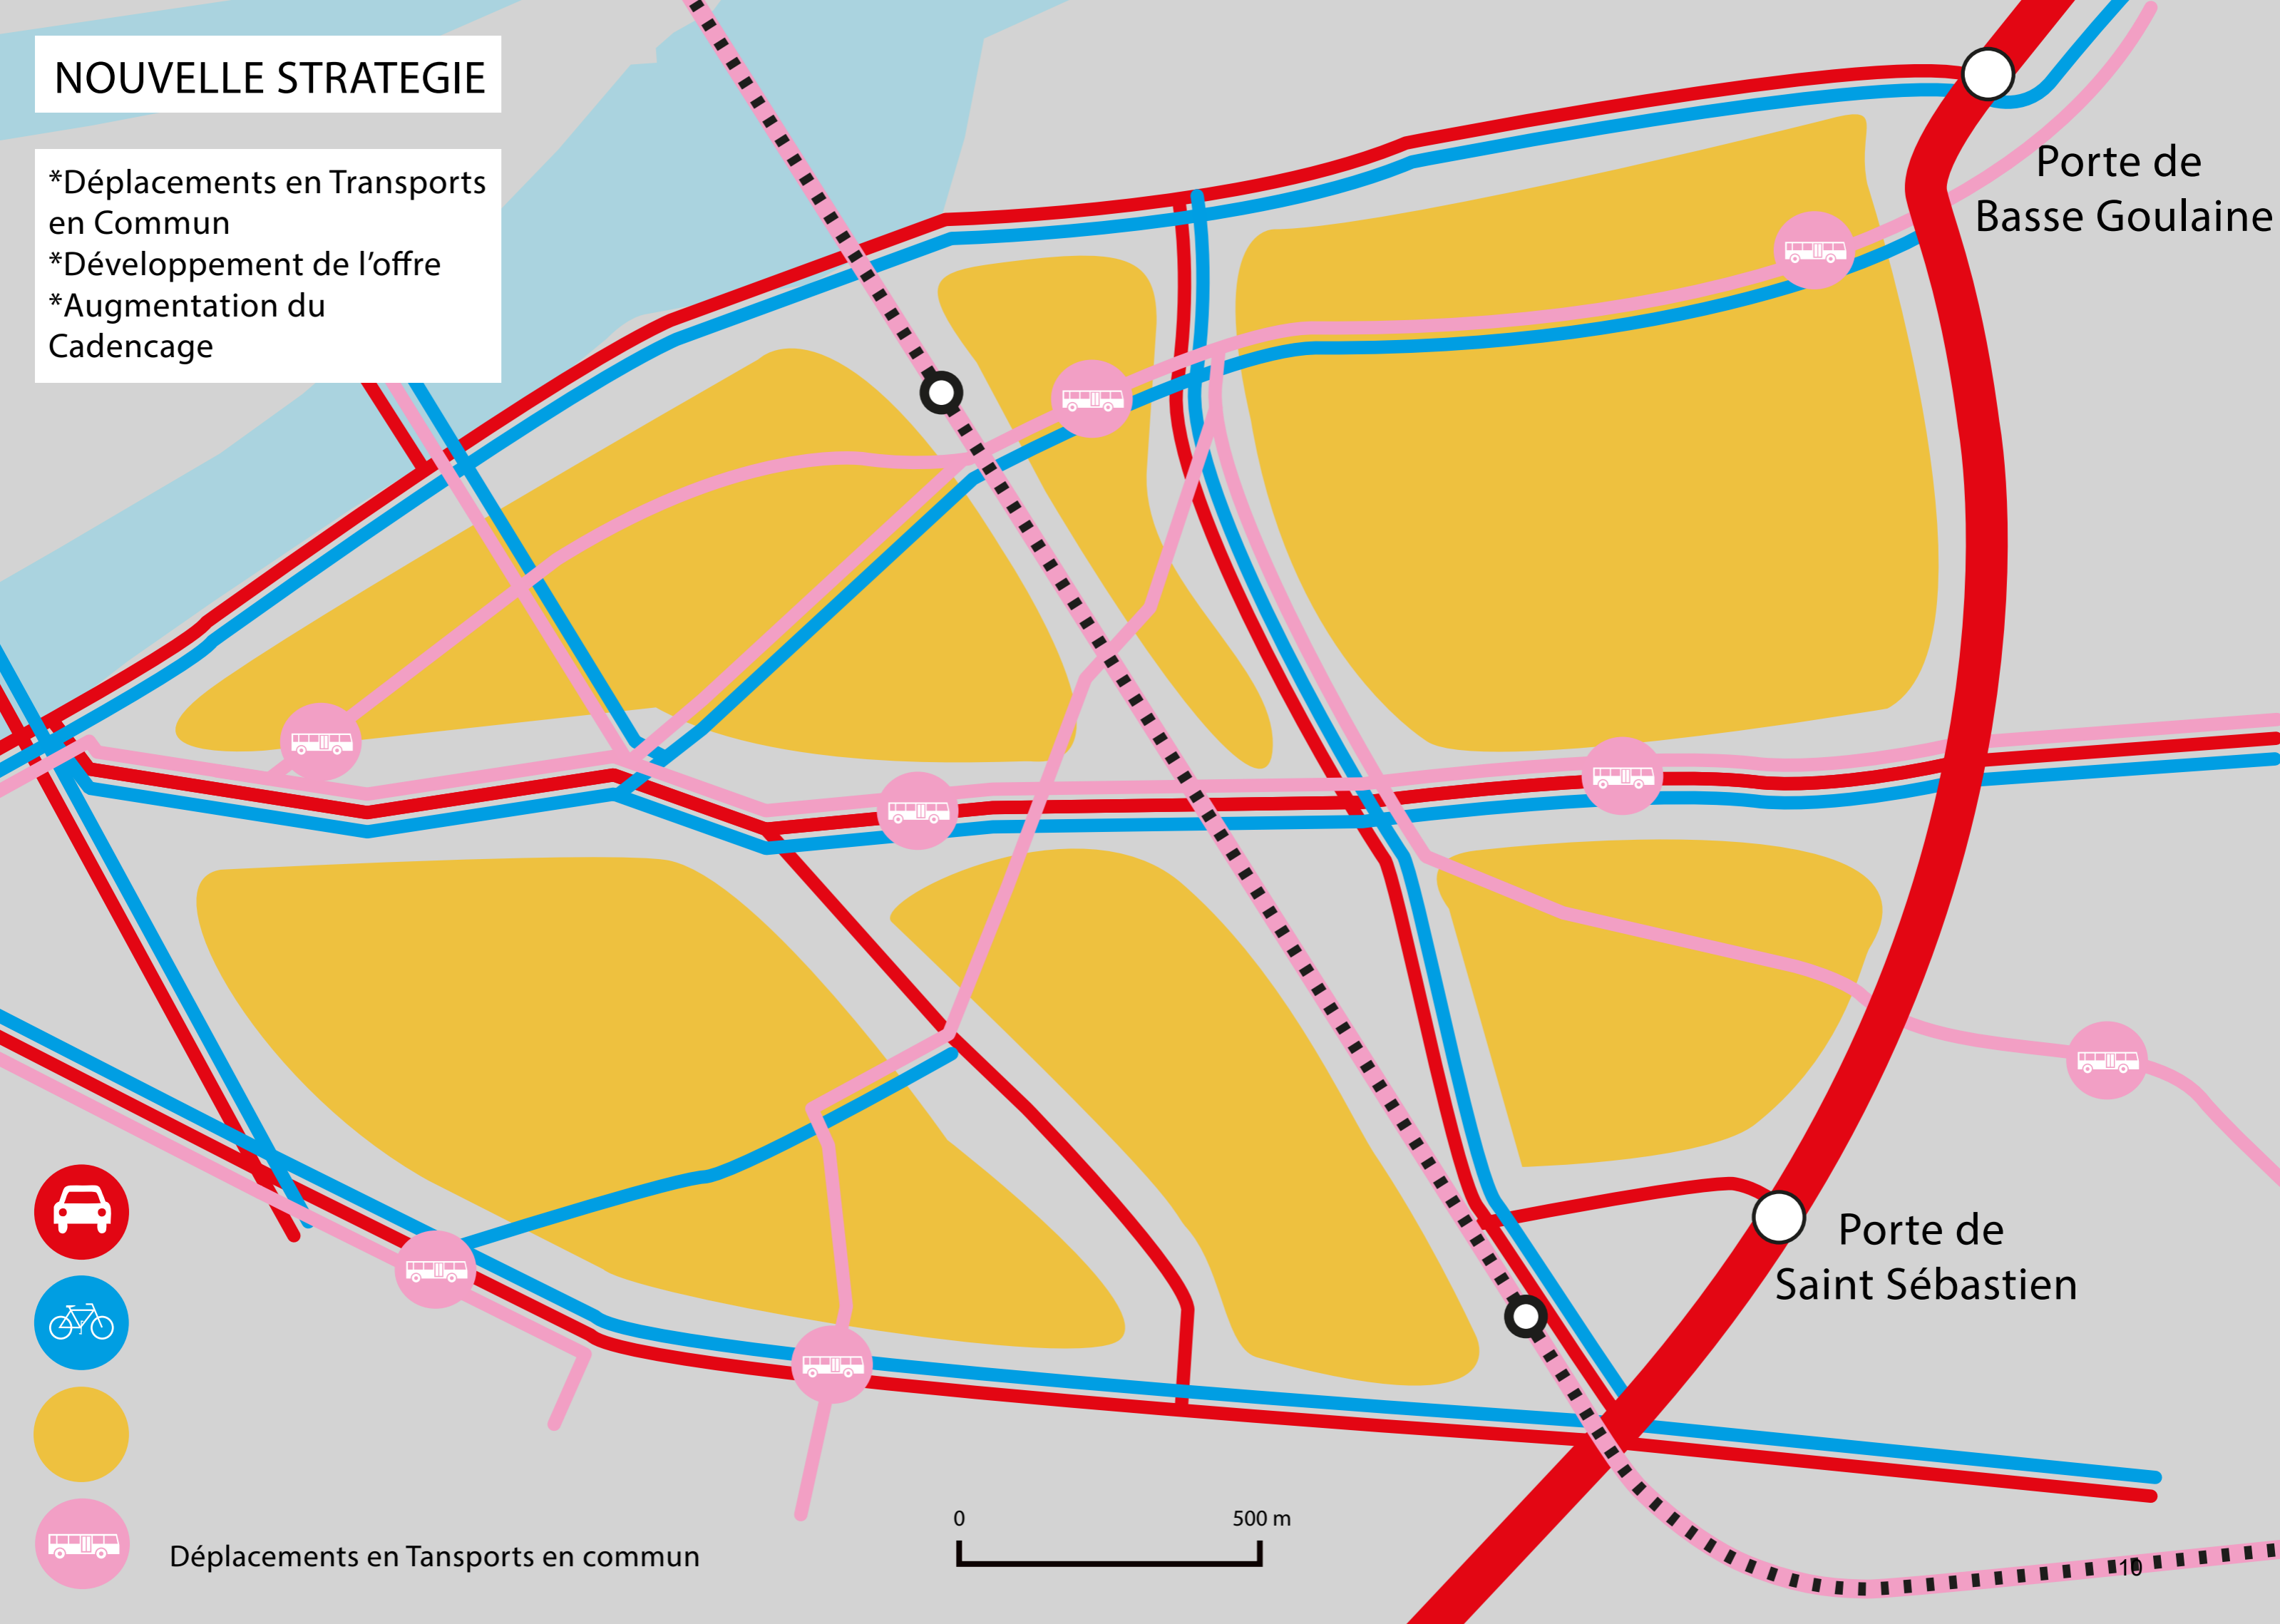 NOUVELLE STRATEGIE
*Déplacements en Transports
en Commun
*Développement de l’offre
*Augmentation du
Cadencage
Porte de
Basse Goulaine
Porte de
Saint Sébastien
0 500 m
Déplacements en Tansports en commun
10